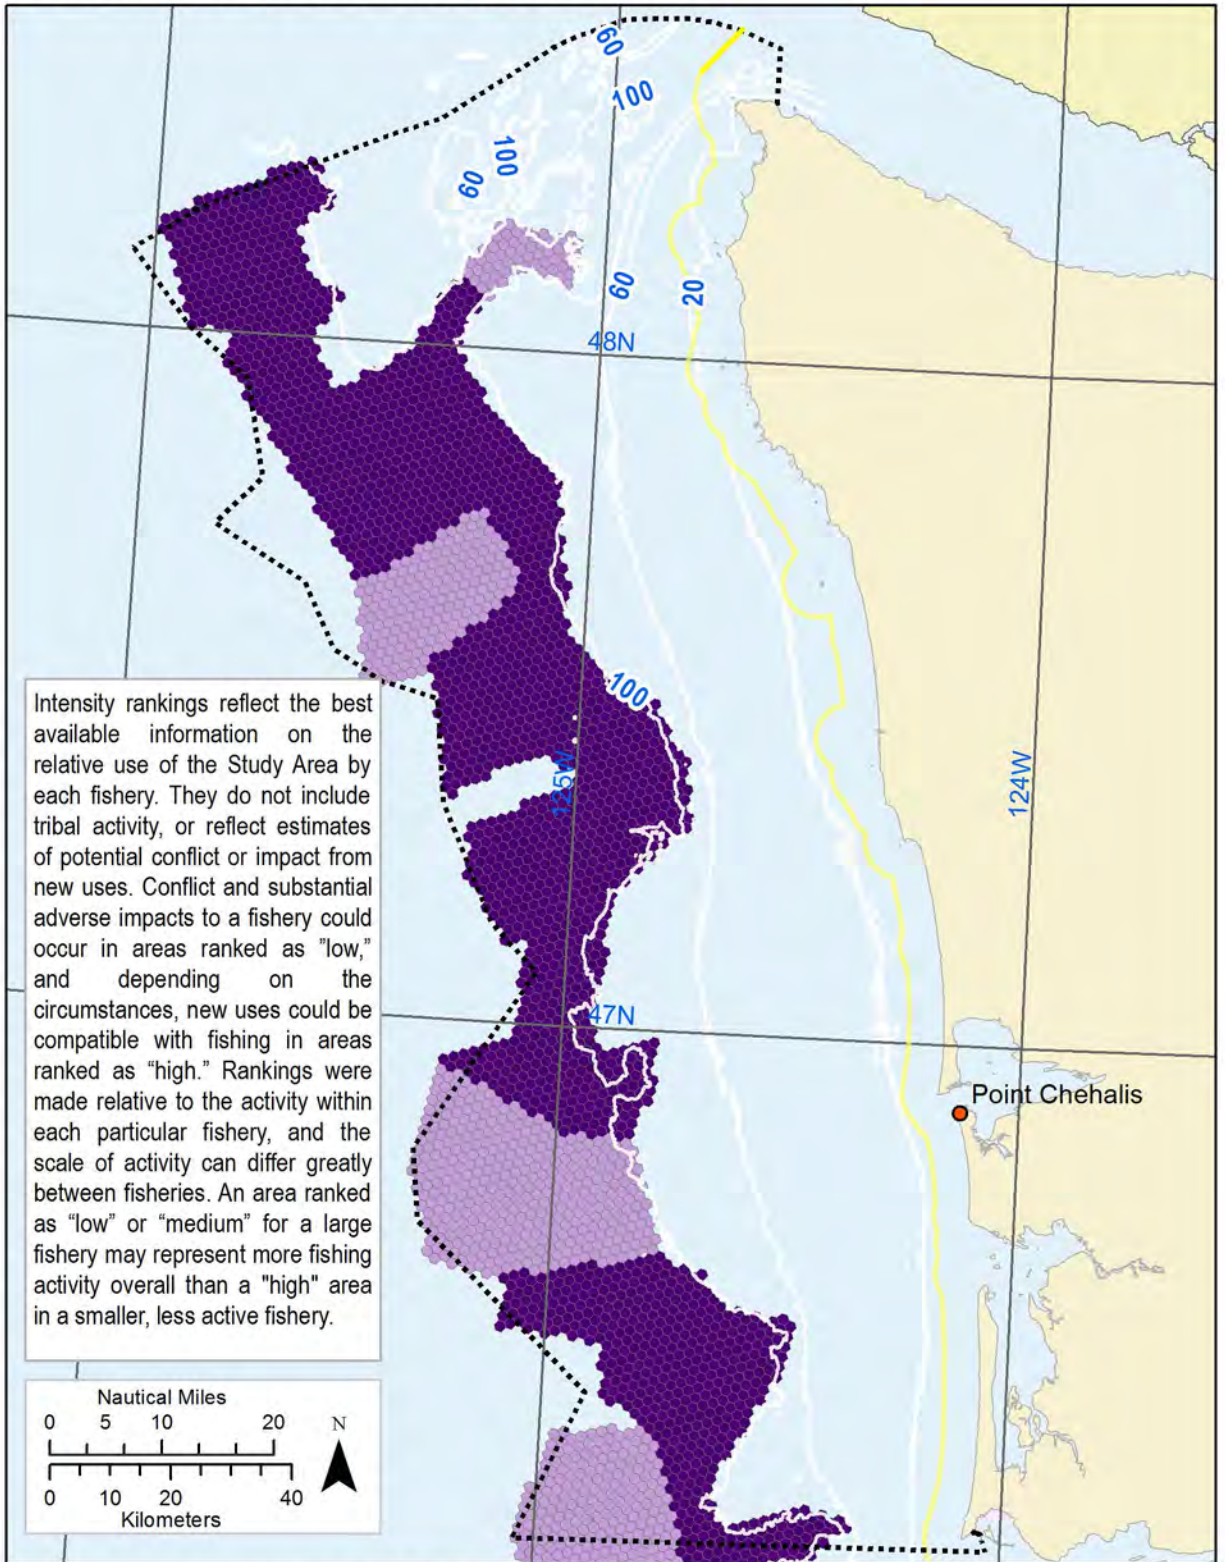 60
100
100
60
60
20
48N
100
125W
124W
47N
Point Chehalis
Intensity rankings reflect the best
available information on the
relative use of the Study Area by
each fishery. They do not include
tribal activity, or reflect estimates
of potential conflict or impact from
new uses. Conflict and substantial
adverse impacts to a fishery could
occur in areas ranked as ”low,”
and depending on the
circumstances, new uses could be
compatible with fishing in areas
ranked as “high.” Rankings were
made relative to the activity within
each particular fishery, and the
scale of activity can differ greatly
between fisheries. An area ranked
as “low” or “medium” for a large
fishery may represent more fishing
activity overall than a "high" area
in a smaller, less active fishery.
Nautical Miles
0 5 10 20
N
0 10 20 40
Kilometers